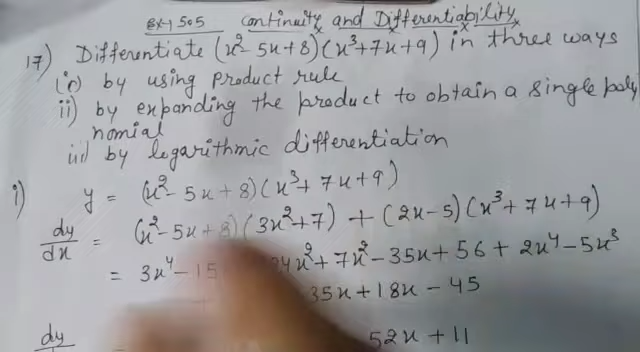 Ex-) 5.5 Continuity and Differentiability
17) Differentiate (x² - 5x + 8) (x³ + 7x + 9) in three ways
(i) by using product rule
ii) by expanding the product to obtain a single poly
nomial
iii) by logarithmic differentiation
i) y = (x² - 5x + 8) (x³ + 7x + 9)
dy/dx = (x² - 5x + 8) (3x² + 7) + (2x - 5) (x³ + 7x + 9)
= 3x⁴ - 15 24x² + 7x² - 35x + 56 + 2x⁴ - 5x³
35x + 18x - 45
dy 52x + 11